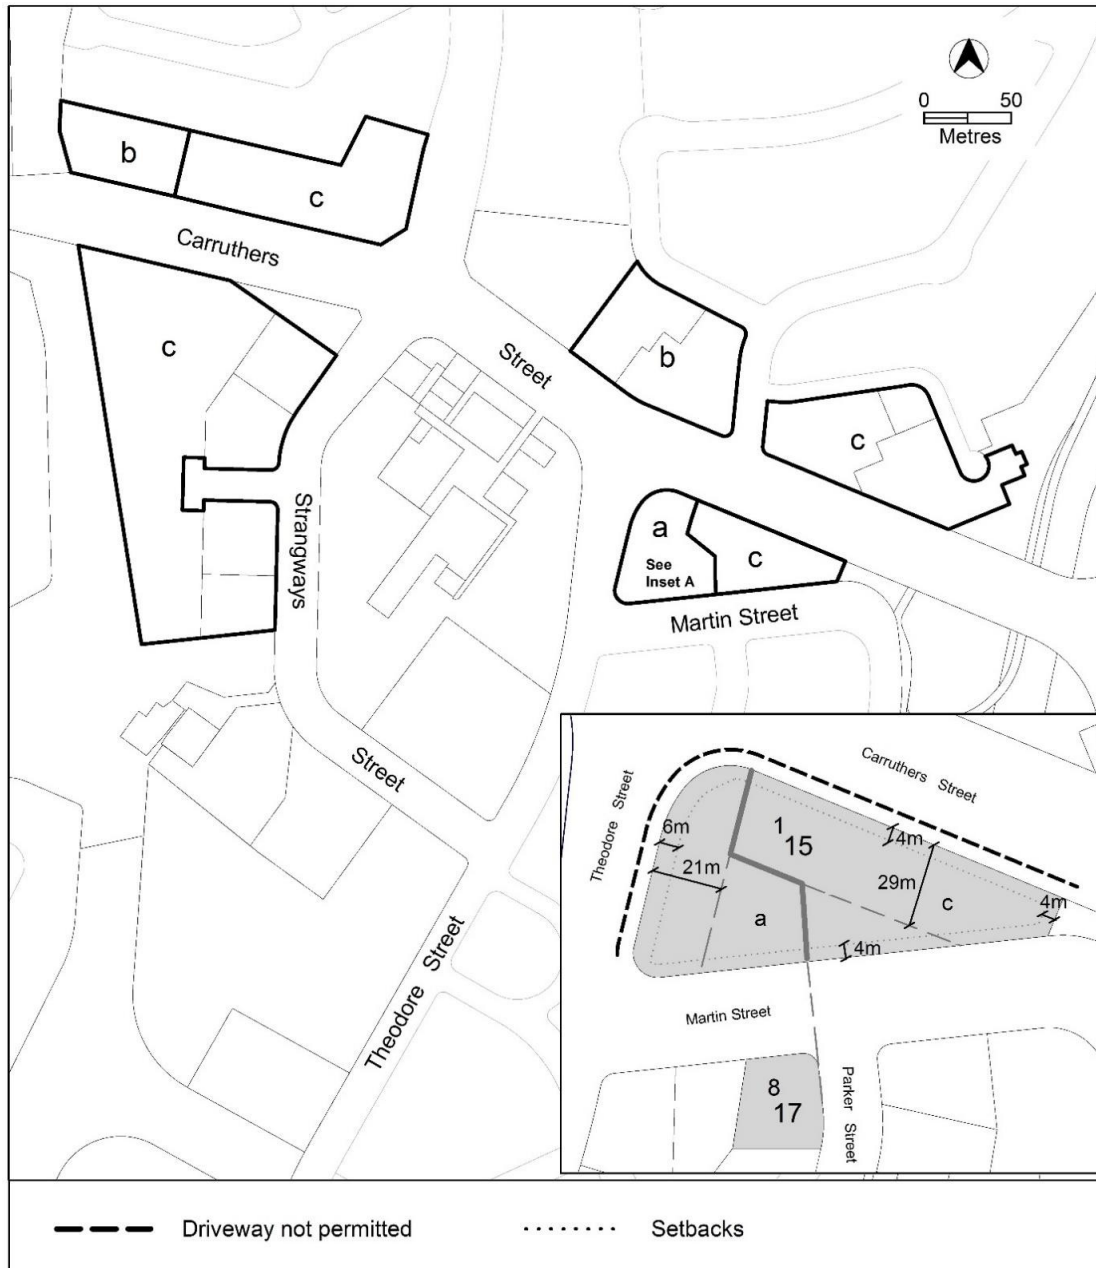 0 50
Metres
b
c
Carruthers
Street
c
b
c
a
See
Inset A
c
Martin Street
Strangways
Street
Theodore Street
Carruthers Street
Theodore Street
6m
1
15
4m
21m
29m
c
4m
a
4m
Martin Street
8
17
Parker Street
Driveway not permitted
Setbacks